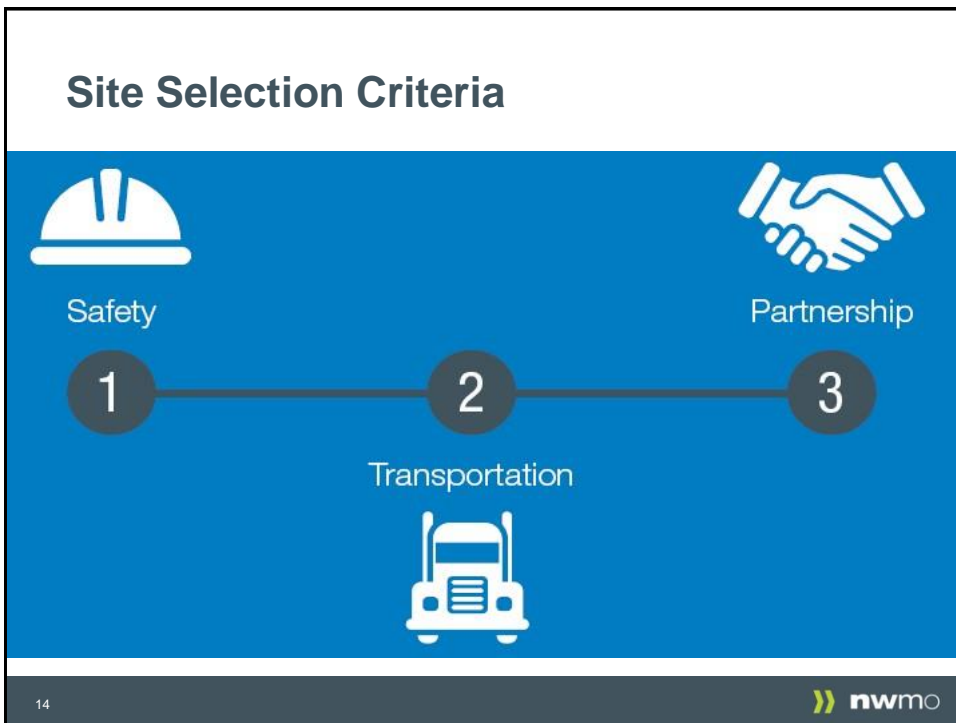 Site Selection Criteria
Safety
Partnership
1
2
3
Transportation
14
nwmo